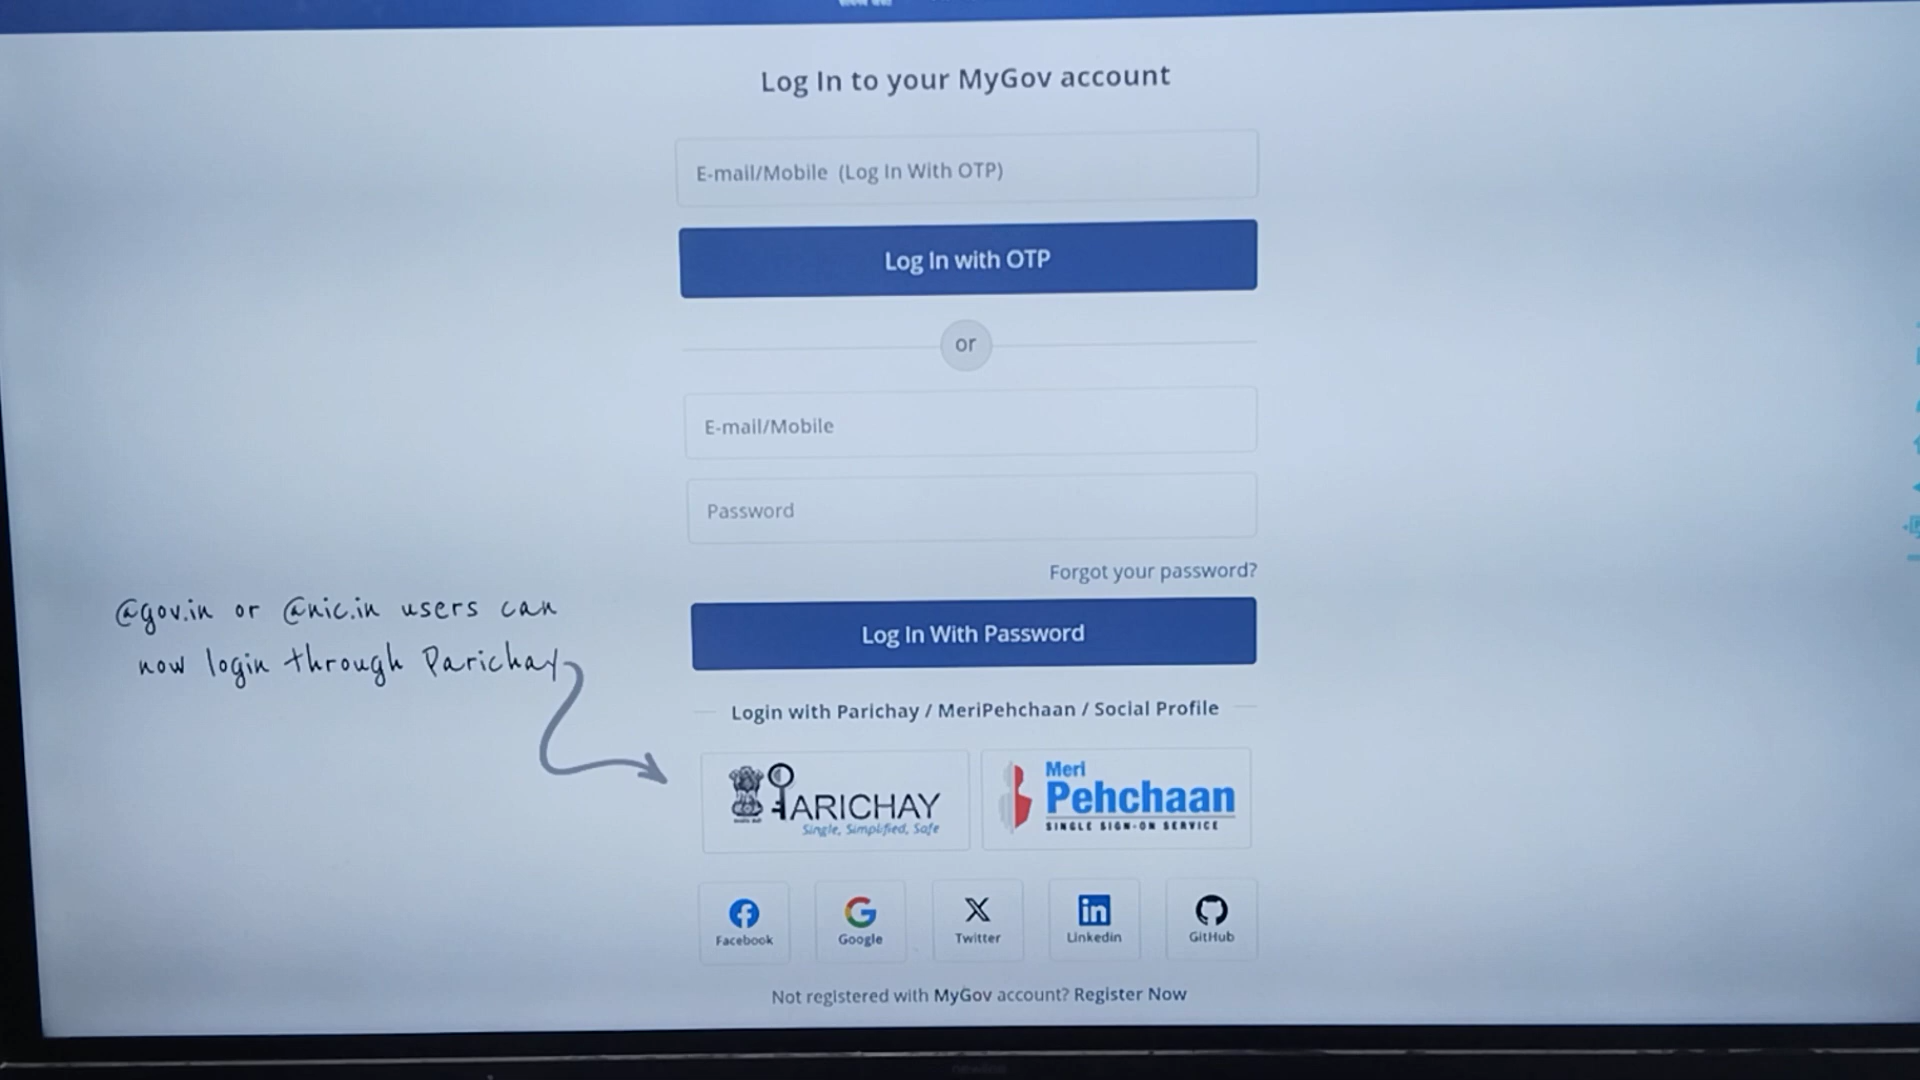 Log In to your MyGov account
E-mail/Mobile (Log In With OTP)
Log In with OTP
or
E-mail/Mobile
Password
Forgot your password?
@gov.in or @nic.in users can
now login through Parichay
Log In With Password
Login with Parichay / MeriPehchaan / Social Profile
PARICHAY
Single, Simplified, Safe
Meri
Pehchaan
SINGLE SIGN-ON SERVICE
Facebook
Google
Twitter
Linkedin
GitHub
Not registered with MyGov account? Register Now